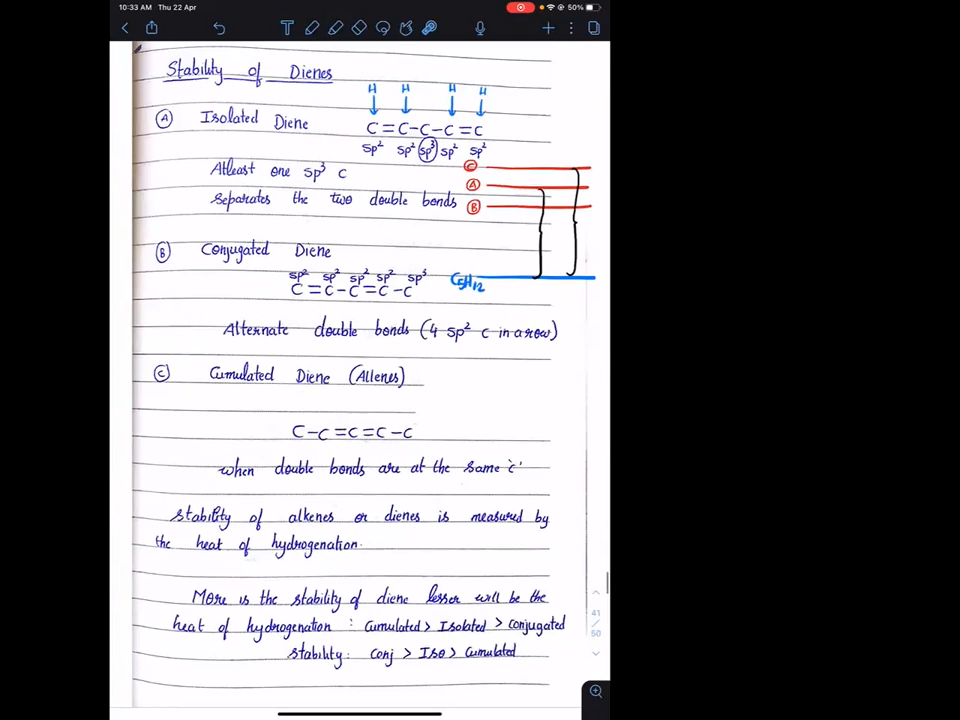 10:33 AM Thu 22 Apr
50%
Stability of Dienes
H H H H
(A) Isolated Diene C=C-C-C=C
sp² sp² sp³ sp² sp²
Atleast one sp³ c
Separates the two double bonds
C
A
B
(B) Conjugated Diene
sp² sp² sp² sp² sp³
C=C-C=C-C
C5H12
Alternate double bonds (4 sp² c in a row)
(C) Cumulated Diene (Allenes)
C-C=C=C-C
when double bonds are at the same 'c'
stability of alkenes or dienes is measured by
the heat of hydrogenation.
More is the stability of diene lesser will be the
heat of hydrogenation : Cumulated > Isolated > conjugated
stability: conj > Iso > Cumulated
41
/
50